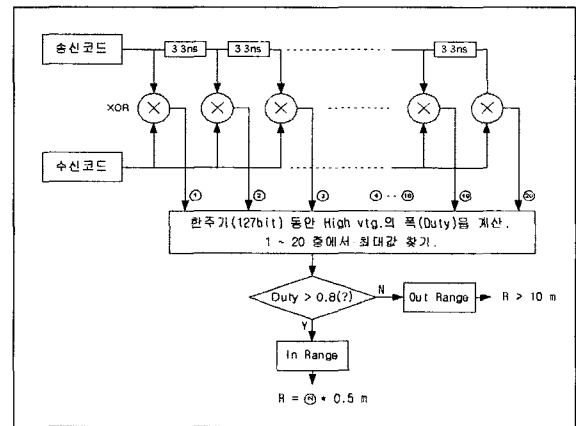 송신코드
3.3ns
3.3ns
3.3ns
XOR
수신코드
① ② ③ ④ ·· ⑱ ⑲ ⑳
한주기(127bit) 동안 High vtg.의 폭(Duty)을 계산.
1 ~ 20 중에서 최대값 찾기.
Duty > 0.8(?)
N
Out Range
R > 10 m
Y
In Range
R = Ⓝ * 0.5 m